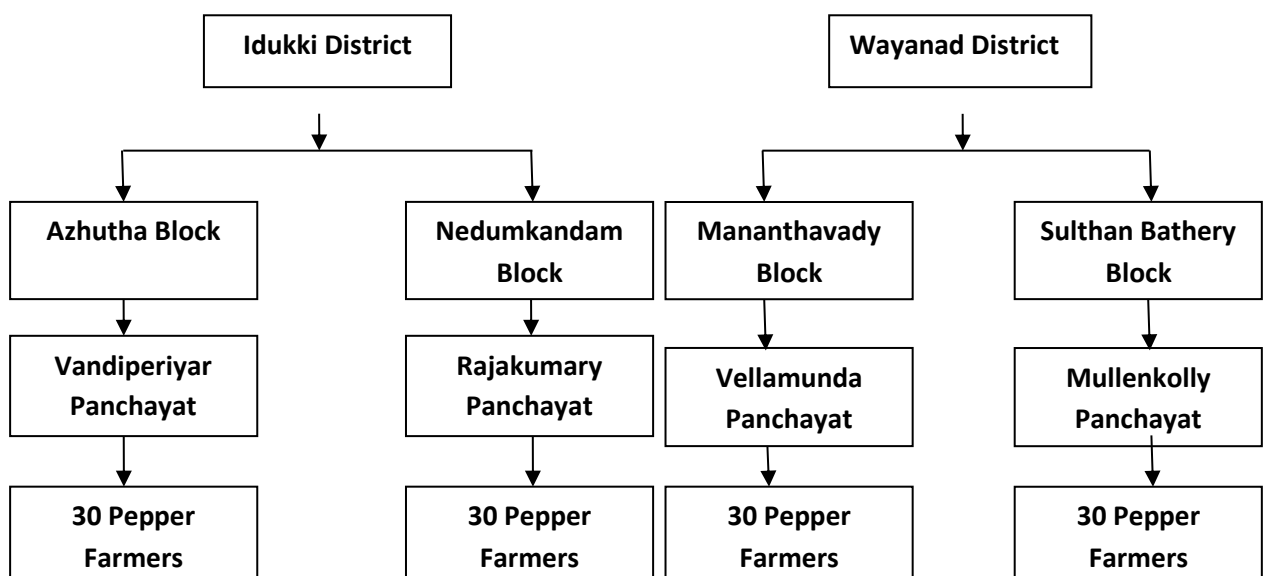 Idukki District
Wayanad District
Azhutha Block
Nedumkandam
Block
Mananthavady
Block
Sulthan Bathery
Block
Vandiperiyar
Panchayat
Rajakumary
Panchayat
Vellamunda
Panchayat
Mullenkolly
Panchayat
30 Pepper
Farmers
30 Pepper
Farmers
30 Pepper
Farmers
30 Pepper
Farmers